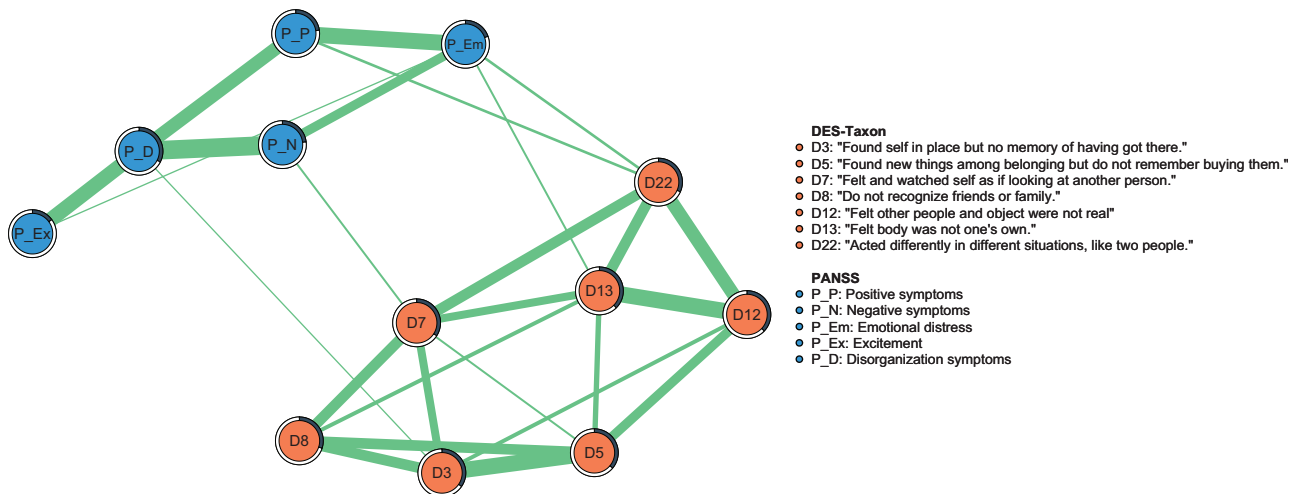 P_P
P_Em
P_D
P_N
P_Ex
D22
D13
D12
D7
D8
D5
D3
DES-Taxon
D3: "Found self in place but no memory of having got there."
D5: "Found new things among belonging but do not remember buying them."
D7: "Felt and watched self as if looking at another person."
D8: "Do not recognize friends or family."
D12: "Felt other people and object were not real"
D13: "Felt body was not one's own."
D22: "Acted differently in different situations, like two people."
PANSS
P_P: Positive symptoms
P_N: Negative symptoms
P_Em: Emotional distress
P_Ex: Excitement
P_D: Disorganization symptoms